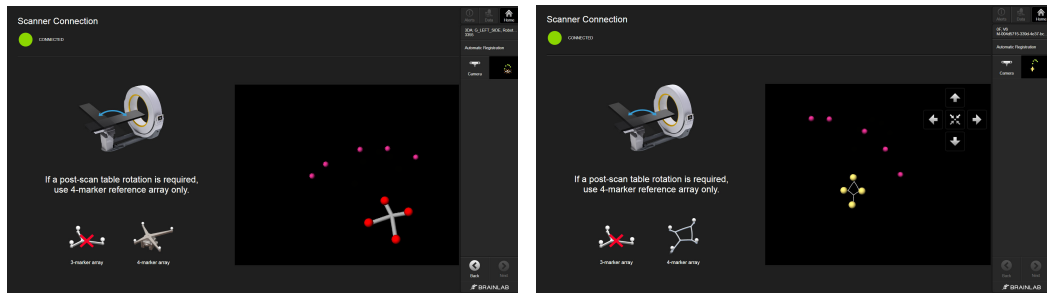 Scanner Connection
CONNECTED
If a post-scan table rotation is required,
use 4-marker reference array only.
3-marker array
4-marker array
Home
Automatic Registration
Camera
Back
Next
BRAINLAB
Scanner Connection
CONNECTED
If a post-scan table rotation is required,
use 4-marker reference array only.
3-marker array
4-marker array
Home
Automatic Registration
Camera
Back
Next
BRAINLAB